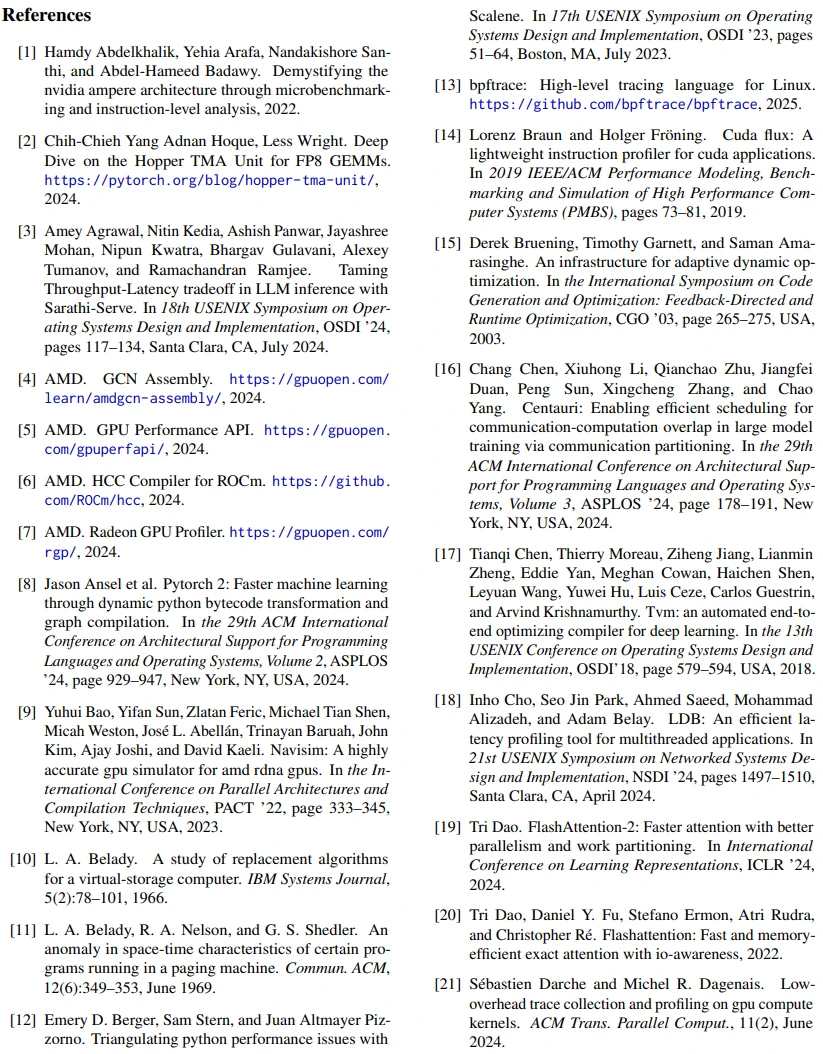 References
[1] Hamdy Abdelkhalik, Yehia Arafa, Nandakishore San-
thi, and Abdel-Hameed Badawy. Demystifying the
nvidia ampere architecture through microbenchmark-
ing and instruction-level analysis, 2022.
[2] Chih-Chieh Yang Adnan Hoque, Less Wright. Deep
Dive on the Hopper TMA Unit for FP8 GEMMs.
https://pytorch.org/blog/hopper-tma-unit/,
2024.
[3] Amey Agrawal, Nitin Kedia, Ashish Panwar, Jayashree
Mohan, Nipun Kwatra, Bhargav Gulavani, Alexey
Tumanov, and Ramachandran Ramjee. Taming
Throughput-Latency tradeoff in LLM inference with
Sarathi-Serve. In 18th USENIX Symposium on Oper-
ating Systems Design and Implementation, OSDI ’24,
pages 117–134, Santa Clara, CA, July 2024.
[4] AMD. GCN Assembly. https://gpuopen.com/
learn/amdgcn-assembly/, 2024.
[5] AMD. GPU Performance API. https://gpuopen.
com/gpuperfapi/, 2024.
[6] AMD. HCC Compiler for ROCm. https://github.
com/ROCm/hcc, 2024.
[7] AMD. Radeon GPU Profiler. https://gpuopen.com/
rgp/, 2024.
[8] Jason Ansel et al. Pytorch 2: Faster machine learning
through dynamic python bytecode transformation and
graph compilation. In the 29th ACM International
Conference on Architectural Support for Programming
Languages and Operating Systems, Volume 2, ASPLOS
’24, page 929–947, New York, NY, USA, 2024.
[9] Yuhui Bao, Yifan Sun, Zlatan Feric, Michael Tian Shen,
Micah Weston, José L. Abellán, Trinayan Baruah, John
Kim, Ajay Joshi, and David Kaeli. Navisim: A highly
accurate gpu simulator for amd rdna gpus. In the In-
ternational Conference on Parallel Architectures and
Compilation Techniques, PACT ’22, page 333–345,
New York, NY, USA, 2023.
[10] L. A. Belady. A study of replacement algorithms
for a virtual-storage computer. IBM Systems Journal,
5(2):78–101, 1966.
[11] L. A. Belady, R. A. Nelson, and G. S. Shedler. An
anomaly in space-time characteristics of certain pro-
grams running in a paging machine. Commun. ACM,
12(6):349–353, June 1969.
[12] Emery D. Berger, Sam Stern, and Juan Altmayer Piz-
zorno. Triangulating python performance issues with
Scalene. In 17th USENIX Symposium on Operating
Systems Design and Implementation, OSDI ’23, pages
51–64, Boston, MA, July 2023.
[13] bpftrace: High-level tracing language for Linux.
https://github.com/bpftrace/bpftrace, 2025.
[14] Lorenz Braun and Holger Fröning. Cuda flux: A
lightweight instruction profiler for cuda applications.
In 2019 IEEE/ACM Performance Modeling, Bench-
marking and Simulation of High Performance Com-
puter Systems (PMBS), pages 73–81, 2019.
[15] Derek Bruening, Timothy Garnett, and Saman Ama-
rasinghe. An infrastructure for adaptive dynamic op-
timization. In the International Symposium on Code
Generation and Optimization: Feedback-Directed and
Runtime Optimization, CGO ’03, page 265–275, USA,
2003.
[16] Chang Chen, Xiuhong Li, Qianchao Zhu, Jiangfei
Duan, Peng Sun, Xingcheng Zhang, and Chao
Yang. Centauri: Enabling efficient scheduling for
communication-computation overlap in large model
training via communication partitioning. In the 29th
ACM International Conference on Architectural Sup-
port for Programming Languages and Operating Sys-
tems, Volume 3, ASPLOS ’24, page 178–191, New
York, NY, USA, 2024.
[17] Tianqi Chen, Thierry Moreau, Ziheng Jiang, Lianmin
Zheng, Eddie Yan, Meghan Cowan, Haichen Shen,
Leyuan Wang, Yuwei Hu, Luis Ceze, Carlos Guestrin,
and Arvind Krishnamurthy. Tvm: an automated end-to-
end optimizing compiler for deep learning. In the 13th
USENIX Conference on Operating Systems Design and
Implementation, OSDI’18, page 579–594, USA, 2018.
[18] Inho Cho, Seo Jin Park, Ahmed Saeed, Mohammad
Alizadeh, and Adam Belay. LDB: An efficient la-
tency profiling tool for multithreaded applications. In
21st USENIX Symposium on Networked Systems De-
sign and Implementation, NSDI ’24, pages 1497–1510,
Santa Clara, CA, April 2024.
[19] Tri Dao. FlashAttention-2: Faster attention with better
parallelism and work partitioning. In International
Conference on Learning Representations, ICLR ’24,
2024.
[20] Tri Dao, Daniel Y. Fu, Stefano Ermon, Atri Rudra,
and Christopher Ré. Flashattention: Fast and memory-
efficient exact attention with io-awareness, 2022.
[21] Sébastien Darche and Michel R. Dagenais. Low-
overhead trace collection and profiling on gpu compute
kernels. ACM Trans. Parallel Comput., 11(2), June
2024.